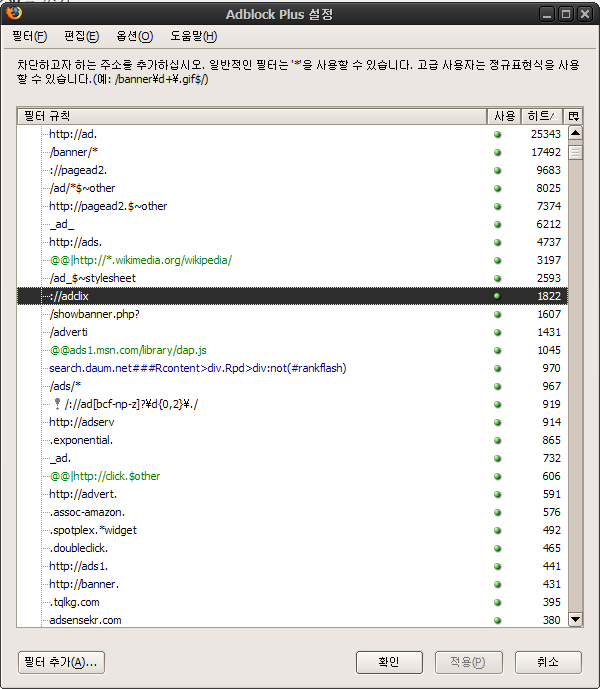 Adblock Plus 설정
필터(F) 편집(E) 옵션(O) 도움말(H)
차단하고자 하는 주소을 추가하십시오. 일반적인 필터는 '*'을 사용할 수 있습니다. 고급 사용자는 정규표현식을 사용
할 수 있습니다.(예: /banner\d+\.gif$/)
필터 규칙 사용 히트
http://ad. 25343
/banner/* 17492
://pagead2. 9683
/ad/*$~other 8025
http://pagead2.$~other 7374
_ad_ 6212
http://ads. 4737
@@|http://*.wikimedia.org/wikipedia/ 3197
/ad_$~stylesheet 2593
://adclix 1822
/showbanner.php? 1607
/adverti 1431
@@ads1.msn.com/library/dap.js 1045
search.daum.net###Rcontent>div.Rpd>div:not(#rankflash) 970
/ads/* 967
/://ad[bcf-np-z]?\d{0,2}\./ 919
http://adserv 914
.exponential. 865
_ad. 732
@@|http://click.$other 606
http://advert. 591
.assoc-amazon. 576
.spotplex.*widget 492
.doubleclick. 465
http://ads1. 441
http://banner. 431
.tqlkg.com 395
adsensekr.com 380
필터 추가(A)... 확인 적용(P) 취소